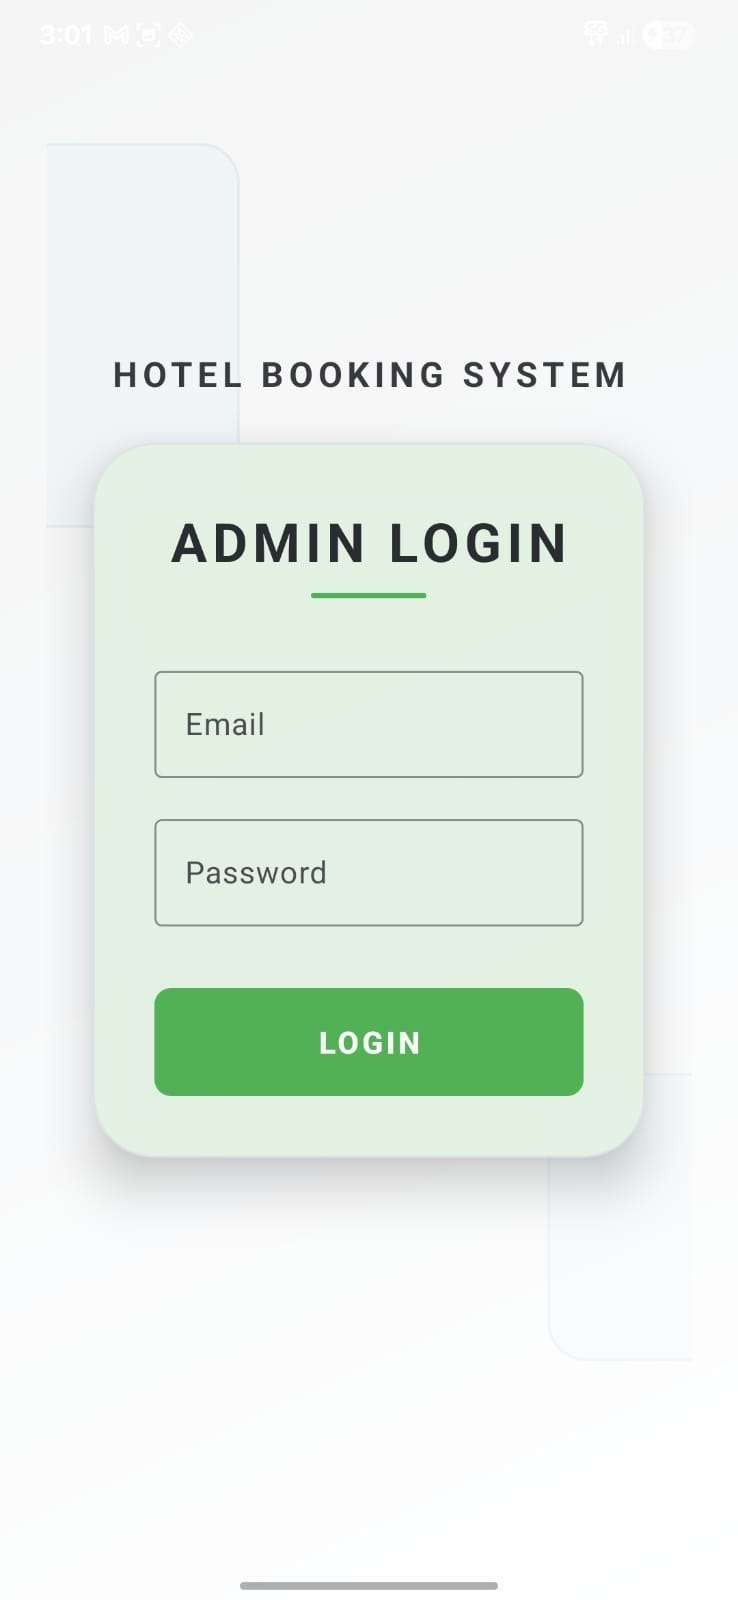 3:01
HOTEL BOOKING SYSTEM
ADMIN LOGIN
Email
Password
LOGIN